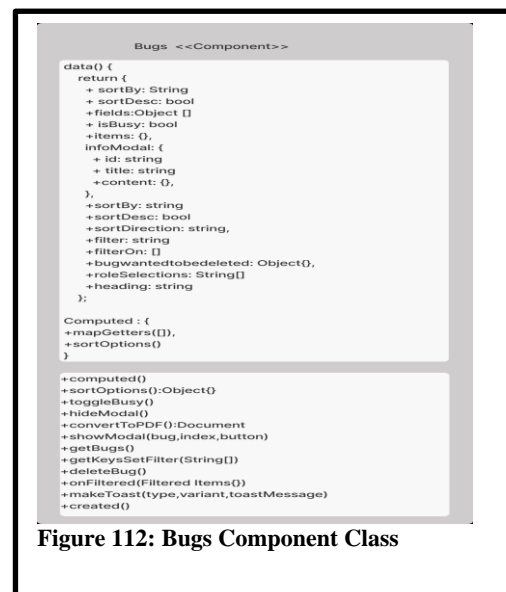 Bugs <<Component>>
data() {
return {
+ sortBy: String
+ sortDesc: bool
+fields:Object []
+ isBusy: bool
+items: {},
infoModal: {
+ id: string
+ title: string
+content: {},
},
+sortBy: string
+sortDesc: bool
+sortDirection: string,
+filter: string
+filterOn: []
+bugwantedtobedeleted: Object{},
+roleSelections: String[]
+heading: string
};
Computed : {
+mapGetters([]),
+sortOptions()
}
+computed()
+sortOptions():Object{}
+toggleBusy()
+hideModal()
+convertToPDF():Document
+showModal(bug,index,button)
+getBugs()
+getKeysSetFilter(String[])
+deleteBug()
+onFiltered(Filtered Items{})
+makeToast(type,variant,toastMessage)
+created()
Figure 112: Bugs Component Class